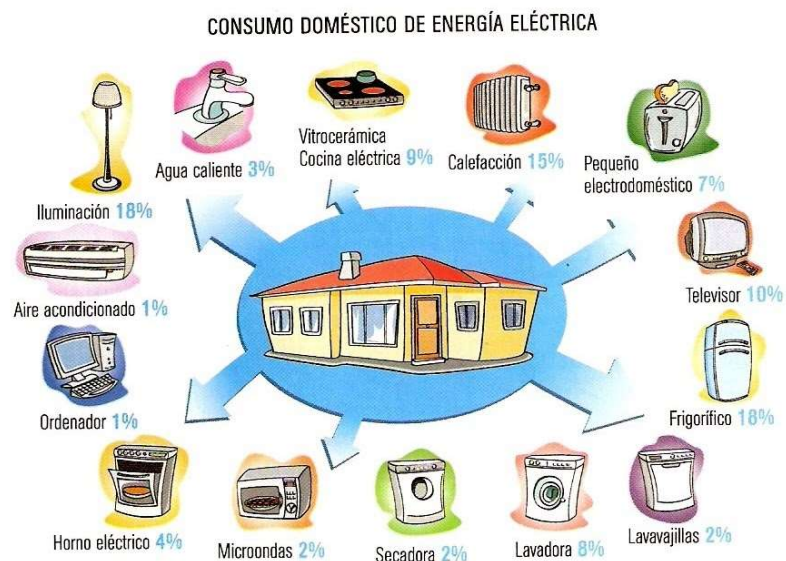 CONSUMO DOMÉSTICO DE ENERGÍA ELÉCTRICA
Iluminación 18%
Agua caliente 3%
Vitrocerámica
Cocina eléctrica 9%
Calefacción 15%
Pequeño
electrodoméstico 7%
Aire acondicionado 1%
Televisor 10%
Ordenador 1%
Frigorífico 18%
Horno eléctrico 4%
Microondas 2%
Secadora 2%
Lavadora 8%
Lavavajillas 2%